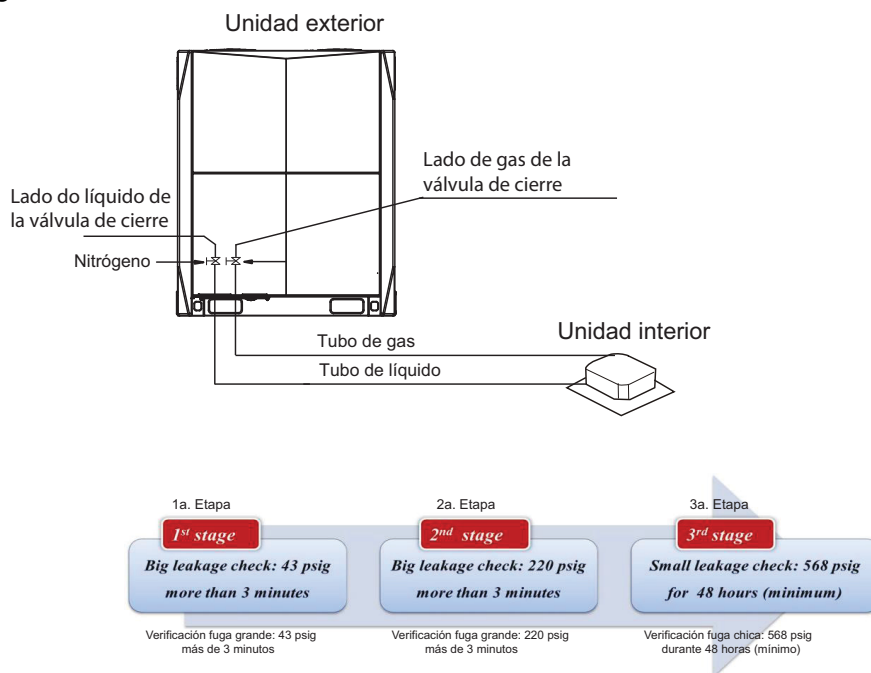 Unidad exterior
Lado de gas de la
válvula de cierre
Lado do líquido de
la válvula de cierre
Nitrógeno
Unidad interior
Tubo de gas
Tubo de líquido
1a. Etapa
2a. Etapa
3a. Etapa
1st stage
2nd stage
3rd stage
Big leakage check: 43 psig
more than 3 minutes
Big leakage check: 220 psig
more than 3 minutes
Small leakage check: 568 psig
for 48 hours (minimum)
Verificación fuga grande: 43 psig
más de 3 minutos
Verificación fuga grande: 220 psig
más de 3 minutos
Verificación fuga chica: 568 psig
durante 48 horas (mínimo)